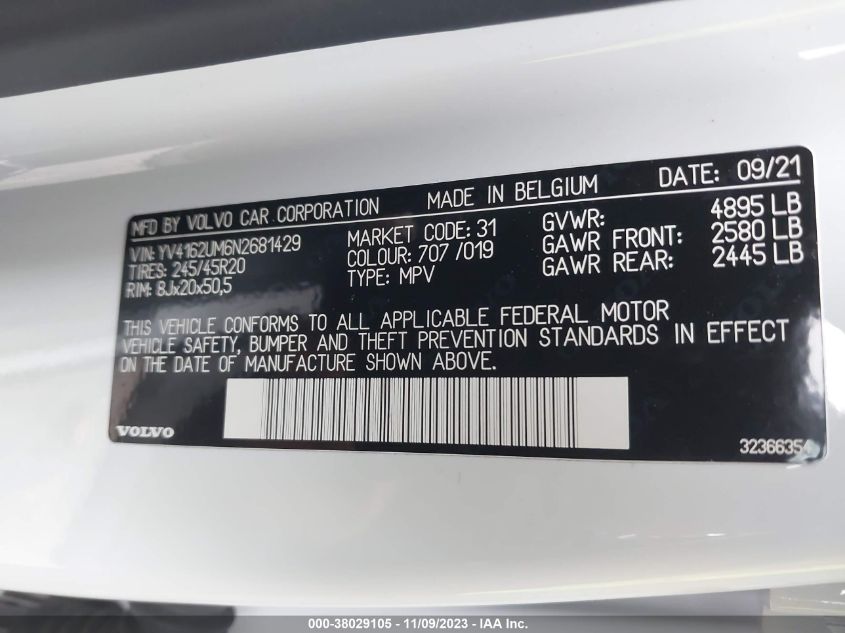 MFD BY VOLVO CAR CORPORATION MADE IN BELGIUM DATE: 09/21
VIN: YV4162UM6N2681429 MARKET CODE: 31 GVWR: 4895 LB
TIRES: 245/45R20 COLOUR: 707 /019 GAWR FRONT: 2580 LB
RIM: 8Jx20x50,5 TYPE: MPV GAWR REAR: 2445 LB
THIS VEHICLE CONFORMS TO ALL APPLICABLE FEDERAL MOTOR
VEHICLE SAFETY, BUMPER AND THEFT PREVENTION STANDARDS IN EFFECT
ON THE DATE OF MANUFACTURE SHOWN ABOVE.
VOLVO 32366354
000-38029105 - 11/09/2023 - IAA Inc.